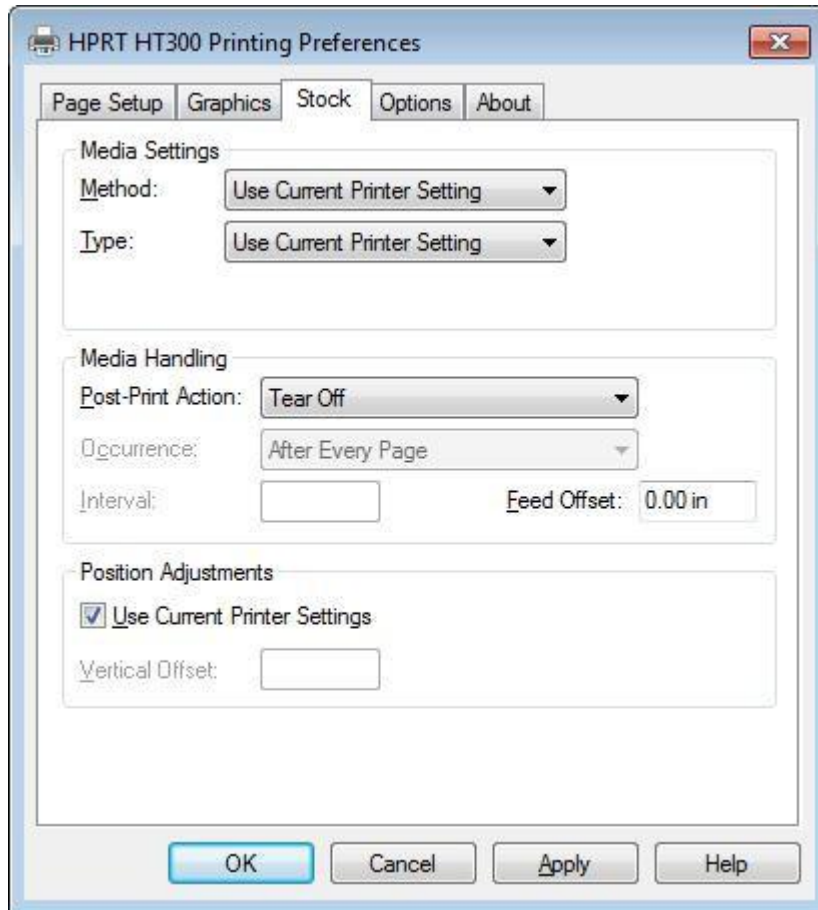 HPRT HT300 Printing Preferences
Page Setup Graphics Stock Options About
Media Settings
Method: Use Current Printer Setting
Type: Use Current Printer Setting
Media Handling
Post-Print Action: Tear Off
Occurrence: After Every Page
Interval: Feed Offset: 0.00 in
Position Adjustments
Use Current Printer Settings
Vertical Offset:
OK Cancel Apply Help